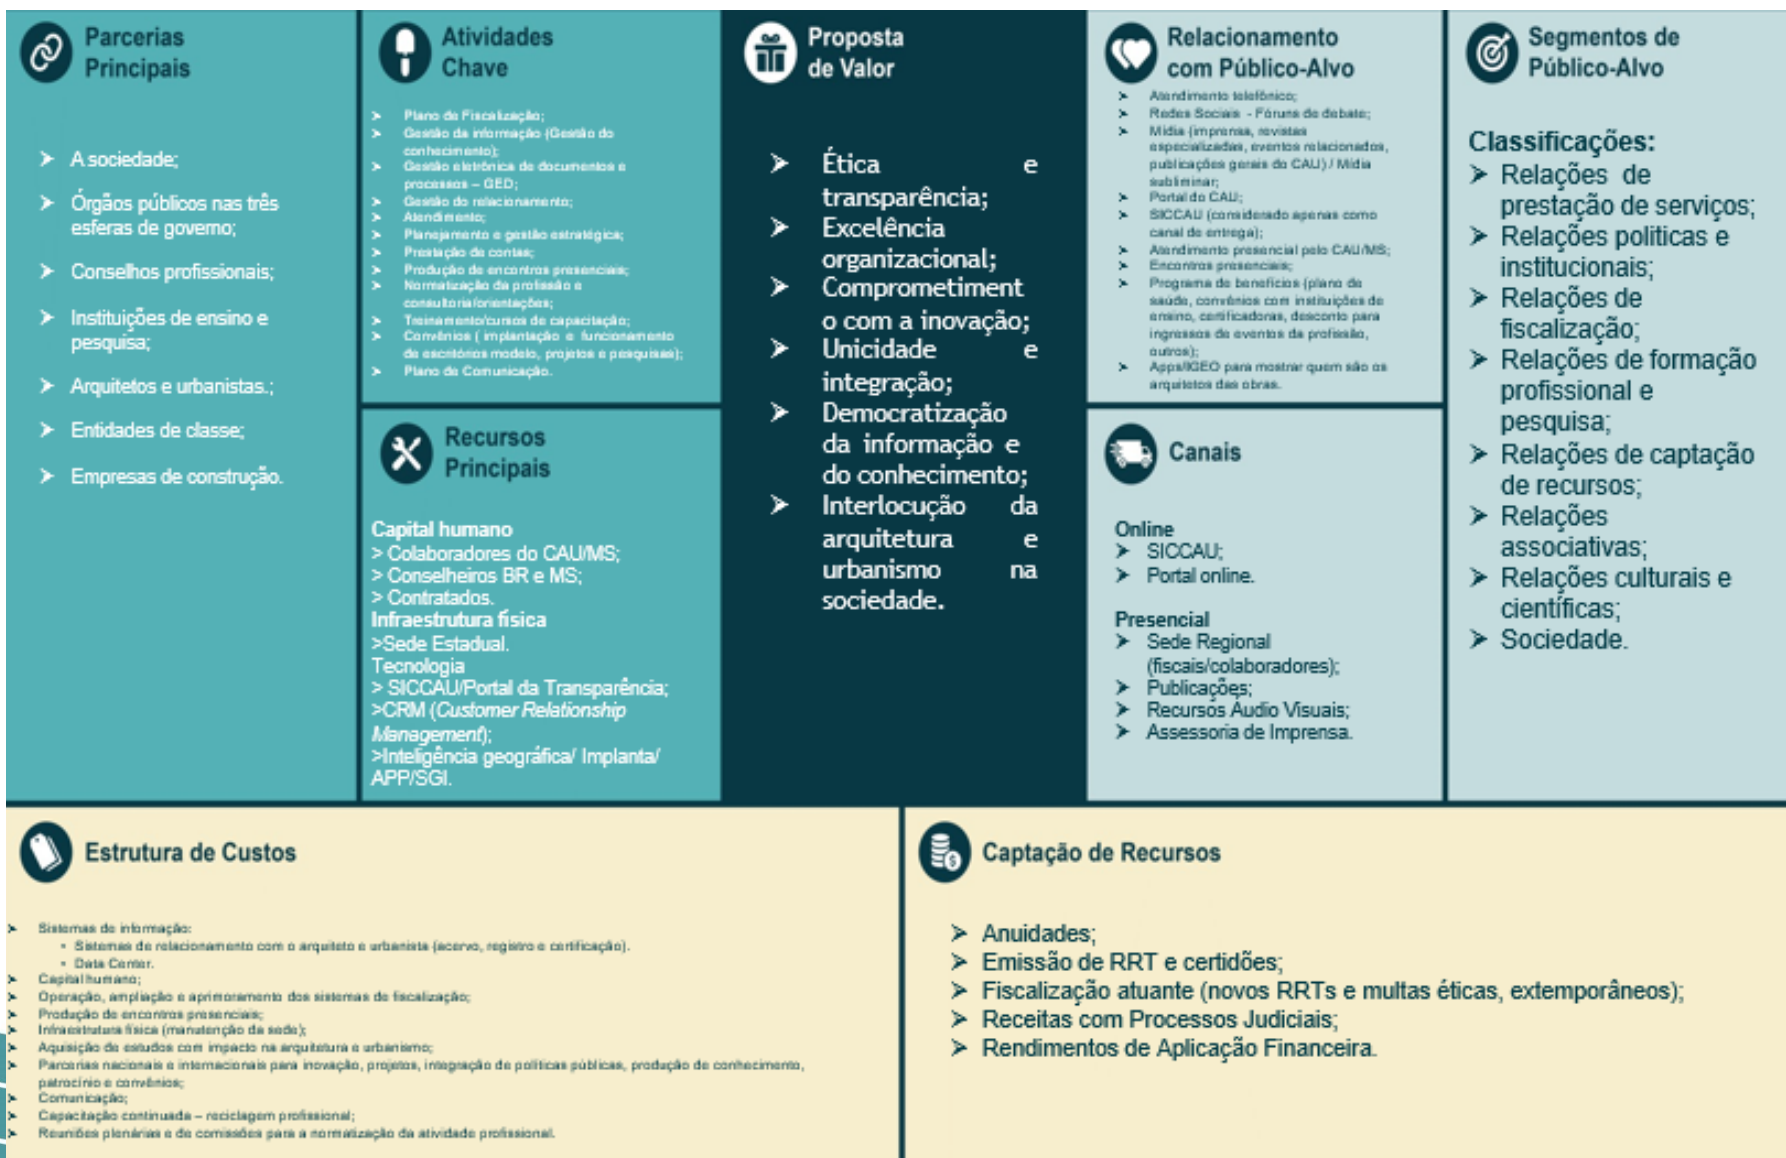 Parcerias
Principais
➤ A sociedade;
➤ Órgãos públicos nas três
esferas de governo;
➤ Conselhos profissionais;
➤ Instituições de ensino e
pesquisa;
➤ Arquitetos e urbanistas.;
➤ Entidades de classe;
➤ Empresas de construção.
Atividades
Chave
➤ Plano de Fiscalização;
➤ Gestão da informação (Gestão do
conhecimento);
➤ Gestão eletrônica de documentos e
processos – GED;
➤ Gestão do relacionamento;
➤ Atendimento;
➤ Planejamento e gestão estratégica;
➤ Prestação de contas;
➤ Produção de encontros presenciais;
➤ Normatização da profissão e
consultoria/orientações;
➤ Treinamento/cursos de capacitação;
➤ Convênios ( implantação e funcionamento
de escritórios modelo, projetos e pesquisas);
➤ Plano de Comunicação.
Recursos
Principais
Capital humano
> Colaboradores do CAU/MS;
> Conselheiros BR e MS;
> Contratados.
Infraestrutura física
>Sede Estadual.
Tecnologia
> SICCAU/Portal da Transparência;
>CRM (Customer Relationship
Management);
>Inteligência geográfica/ Implanta/
APP/SGI.
Proposta
de Valor
➤ Ética e
transparência;
➤ Excelência
organizacional;
➤ Comprometiment
o com a inovação;
➤ Unicidade e
integração;
➤ Democratização
da informação e
do conhecimento;
➤ Interlocução da
arquitetura e
urbanismo na
sociedade.
Relacionamento
com Público-Alvo
➤ Atendimento telefônico;
➤ Redes Sociais - Fóruns de debate;
➤ Mídia (imprensa, revistas
especializadas, eventos relacionados,
publicações gerais do CAU) / Mídia
subliminar;
➤ Portal do CAU;
➤ SICCAU (considerado apenas como
canal de entrega);
➤ Atendimento presencial pelo CAU/MS;
➤ Encontros presenciais;
➤ Programa de benefícios (plano de
saúde, convênios com instituições de
ensino, certificadoras, desconto para
ingressos de eventos da profissão,
outros);
➤ Apps/IGEO para mostrar quem são os
arquitetos das obras.
Canais
Online
➤ SICCAU;
➤ Portal online.
Presencial
➤ Sede Regional
(fiscais/colaboradores);
➤ Publicações;
➤ Recursos Audio Visuais;
➤ Assessoria de Imprensa.
Segmentos de
Público-Alvo
Classificações:
➤ Relações de
prestação de serviços;
➤ Relações politicas e
institucionais;
➤ Relações de
fiscalização;
➤ Relações de formação
profissional e
pesquisa;
➤ Relações de captação
de recursos;
➤ Relações
associativas;
➤ Relações culturais e
científicas;
➤ Sociedade.
Estrutura de Custos
➤ Sistemas de informação:
• Sistemas de relacionamento com o arquiteto e urbanista (acervo, registro e certificação).
• Data Center.
➤ Capital humano;
➤ Operação, ampliação e aprimoramento dos sistemas de fiscalização;
➤ Produção de encontros presenciais;
➤ Infraestrutura física (manutenção da sede);
➤ Aquisição de estudos com impacto na arquitetura e urbanismo;
➤ Parcerias nacionais e internacionais para inovação, projetos, integração de políticas públicas, produção de conhecimento,
patrocínio e convênios;
➤ Comunicação;
➤ Capacitação continuada – reciclagem profissional;
➤ Reuniões plenárias e de comissões para a normatização da atividade profissional.
Captação de Recursos
➤ Anuidades;
➤ Emissão de RRT e certidões;
➤ Fiscalização atuante (novos RRTs e multas éticas, extemporâneos);
➤ Receitas com Processos Judiciais;
➤ Rendimentos de Aplicação Financeira.